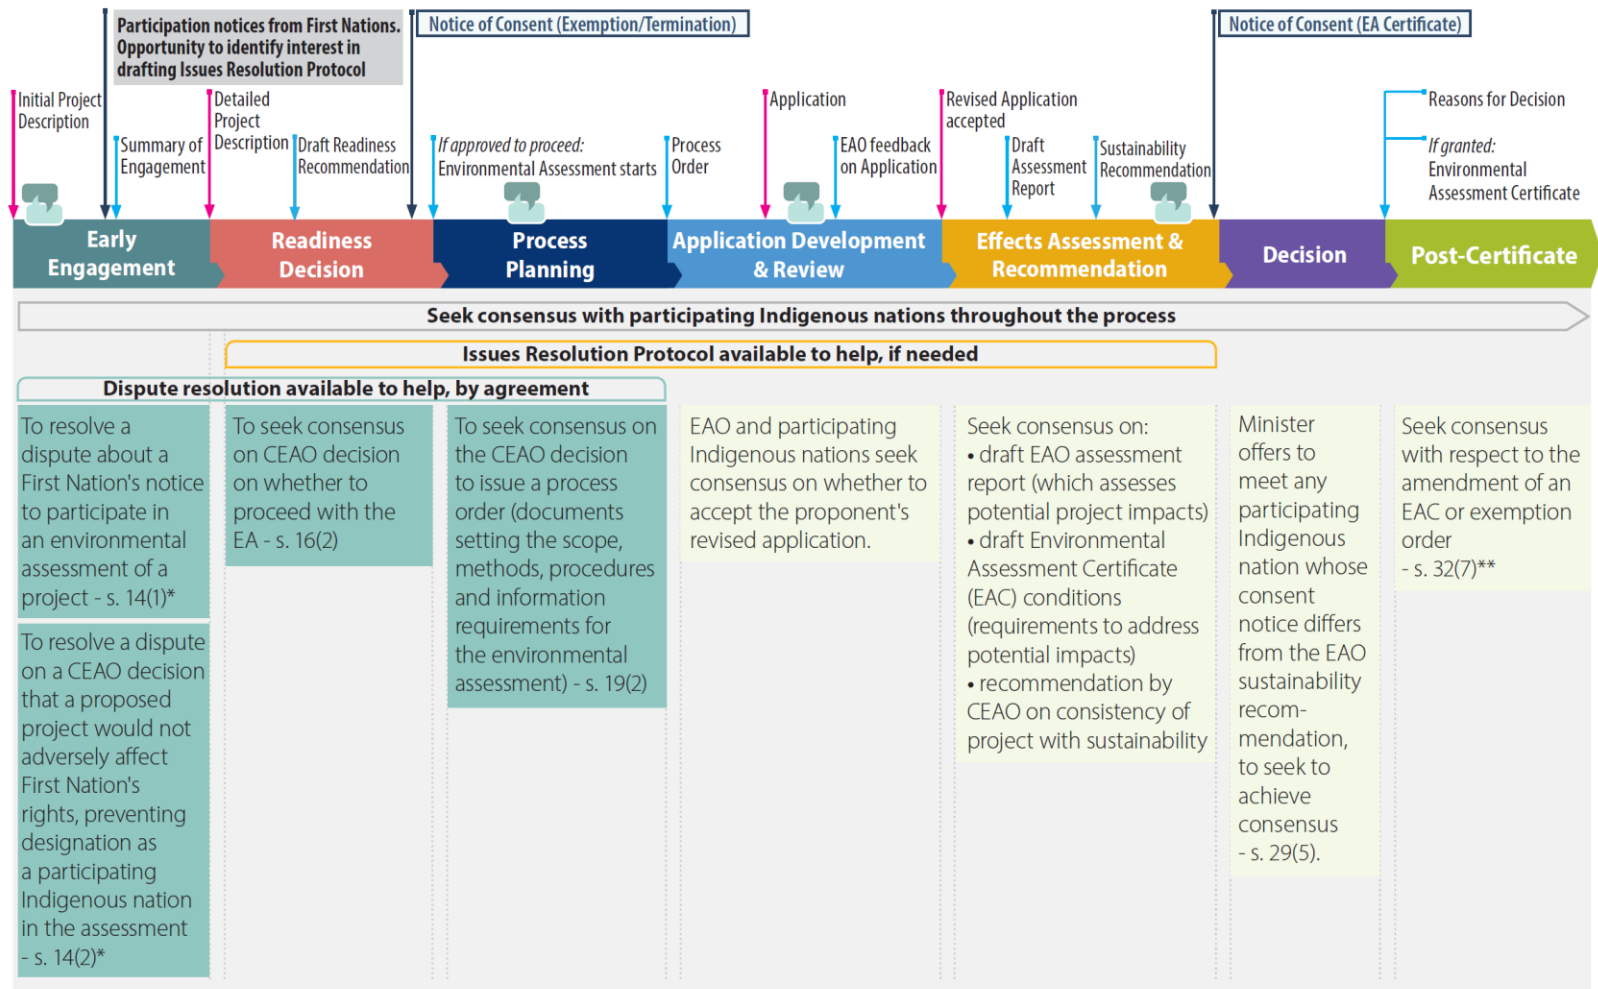 Participation notices from First Nations.
Opportunity to identify interest in
drafting Issues Resolution Protocol
Notice of Consent (Exemption/Termination)
Notice of Consent (EA Certificate)
Initial Project
Description
Summary of
Engagement
Detailed
Project
Description
Draft Readiness
Recommendation
If approved to proceed:
Environmental Assessment starts
Process
Order
Application
EAO feedback
on Application
Revised Application
accepted
Draft
Assessment
Report
Sustainability
Recommendation
Reasons for Decision
If granted:
Environmental
Assessment Certificate
Early
Engagement
Readiness
Decision
Process
Planning
Application Development
& Review
Effects Assessment &
Recommendation
Decision
Post-Certificate
Seek consensus with participating Indigenous nations throughout the process
Issues Resolution Protocol available to help, if needed
Dispute resolution available to help, by agreement
To resolve a
dispute about a
First Nation's notice
to participate in
an environmental
assessment of a
project - s. 14(1)*
To resolve a dispute
on a CEAO decision
that a proposed
project would not
adversely affect
First Nation's
rights, preventing
designation as
a participating
Indigenous nation
in the assessment
- s. 14(2)*
To seek consensus
on CEAO decision
on whether to
proceed with the
EA - s. 16(2)
To seek consensus on
the CEAO decision
to issue a process
order (documents
setting the scope,
methods, procedures
and information
requirements for
the environmental
assessment) - s. 19(2)
EAO and participating
Indigenous nations seek
consensus on whether to
accept the proponent's
revised application.
Seek consensus on:
• draft EAO assessment
report (which assesses
potential project impacts)
• draft Environmental
Assessment Certificate
(EAC) conditions
(requirements to address
potential impacts)
• recommendation by
CEAO on consistency of
project with sustainability
Minister
offers to
meet any
participating
Indigenous
nation whose
consent
notice differs
from the EAO
sustainability
recom-
mendation,
to seek to
achieve
consensus
- s. 29(5).
Seek consensus
with respect to the
amendment of an
EAC or exemption
order
- s. 32(7)**